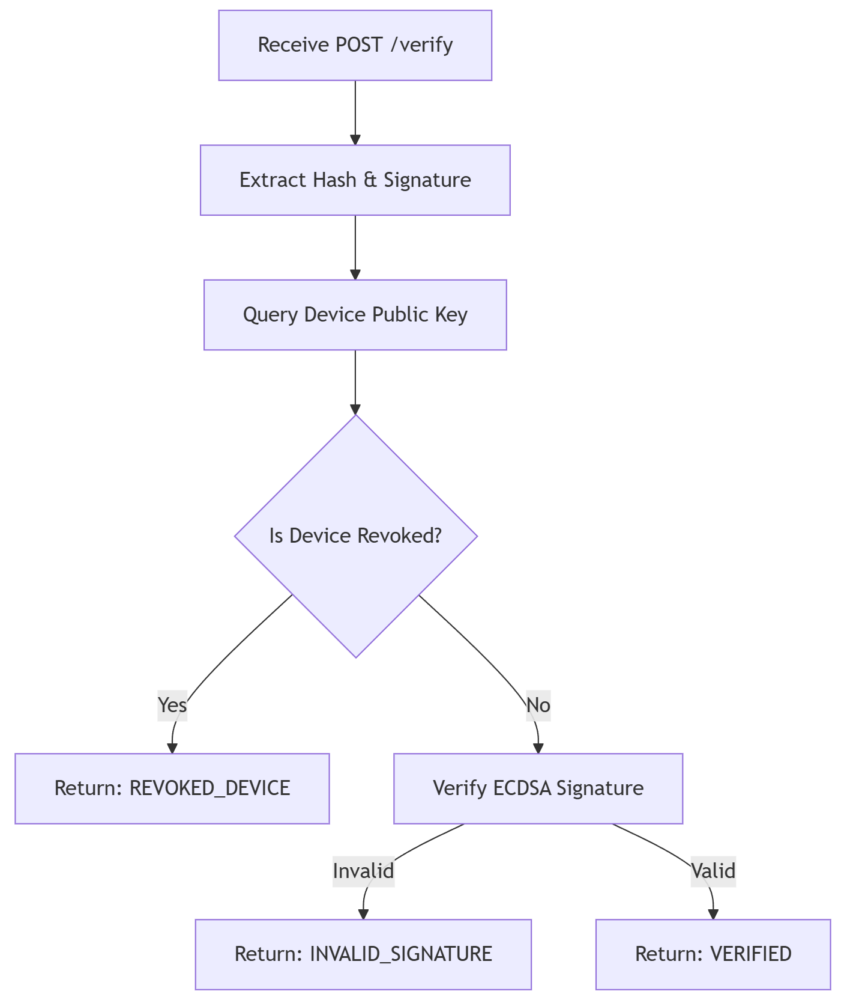 Receive POST /verify
Extract Hash & Signature
Query Device Public Key
Is Device Revoked?
Yes
No
Return: REVOKED_DEVICE
Verify ECDSA Signature
Invalid
Valid
Return: INVALID_SIGNATURE
Return: VERIFIED